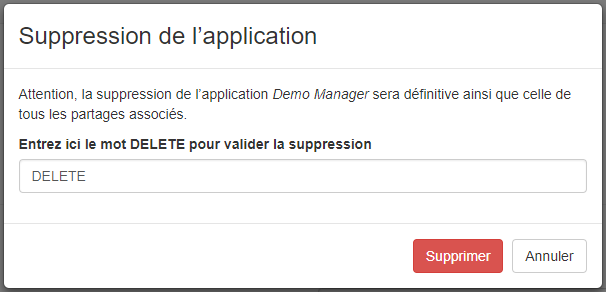 Suppression de l’application
Attention, la suppression de l’application Demo Manager sera définitive ainsi que celle de
tous les partages associés.
Entrez ici le mot DELETE pour valider la suppression
DELETE
Supprimer Annuler